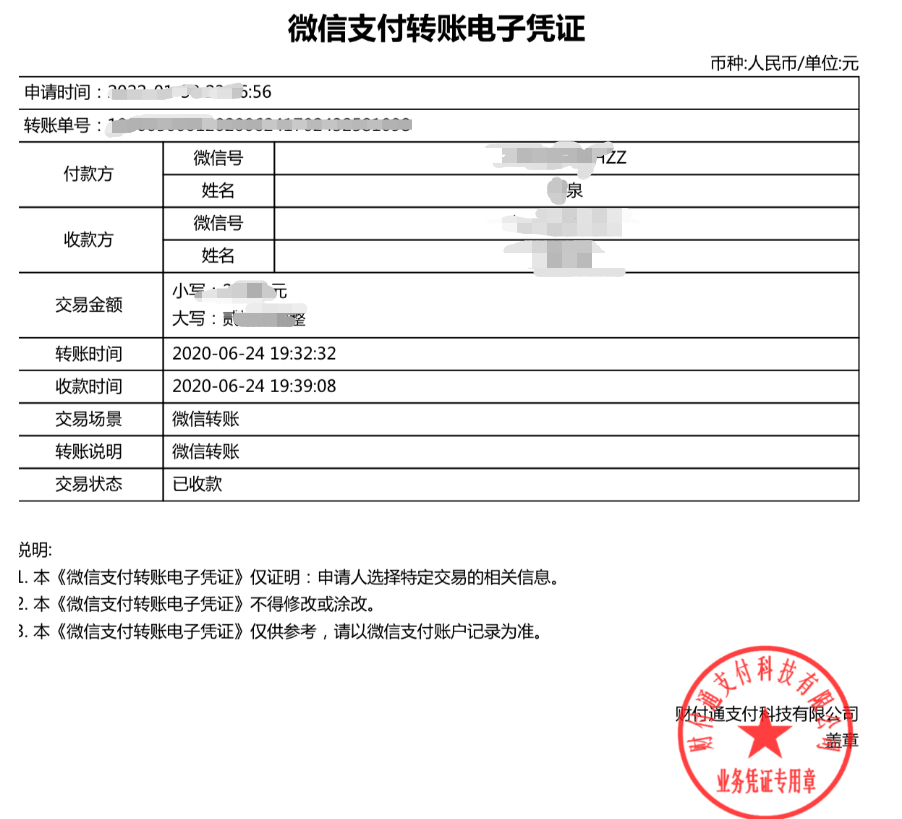 微信支付转账电子凭证
币种:人民币/单位:元
申请时间：6:56
转账单号：
付款方
微信号 HZZ
姓名 泉
收款方
微信号
姓名
交易金额
小写：元
大写：贰 整
转账时间 2020-06-24 19:32:32
收款时间 2020-06-24 19:39:08
交易场景 微信转账
转账说明 微信转账
交易状态 已收款
说明:
1. 本《微信支付转账电子凭证》仅证明：申请人选择特定交易的相关信息。
2. 本《微信支付转账电子凭证》不得修改或涂改。
3. 本《微信支付转账电子凭证》仅供参考，请以微信支付账户记录为准。
财付通支付科技有限公司
财付通支付科技有限公司
盖章
业务凭证专用章